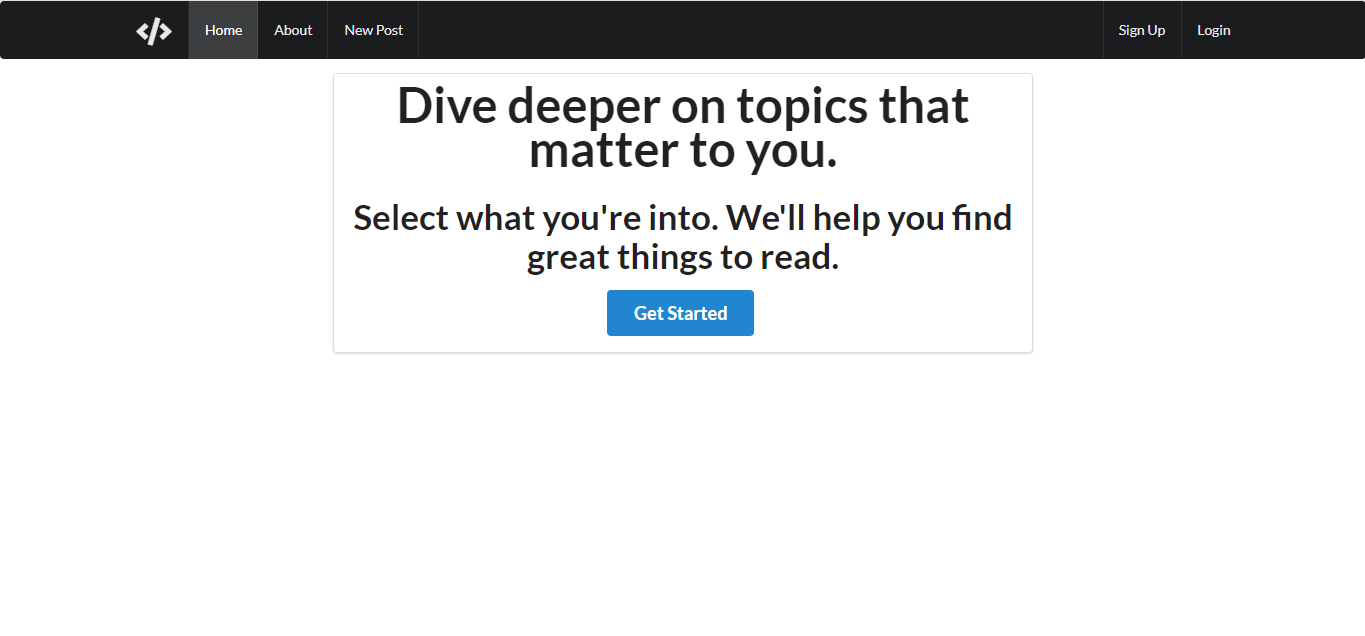 Home About New Post Sign Up Login
Dive deeper on topics that
matter to you.
Select what you're into. We'll help you find
great things to read.
Get Started